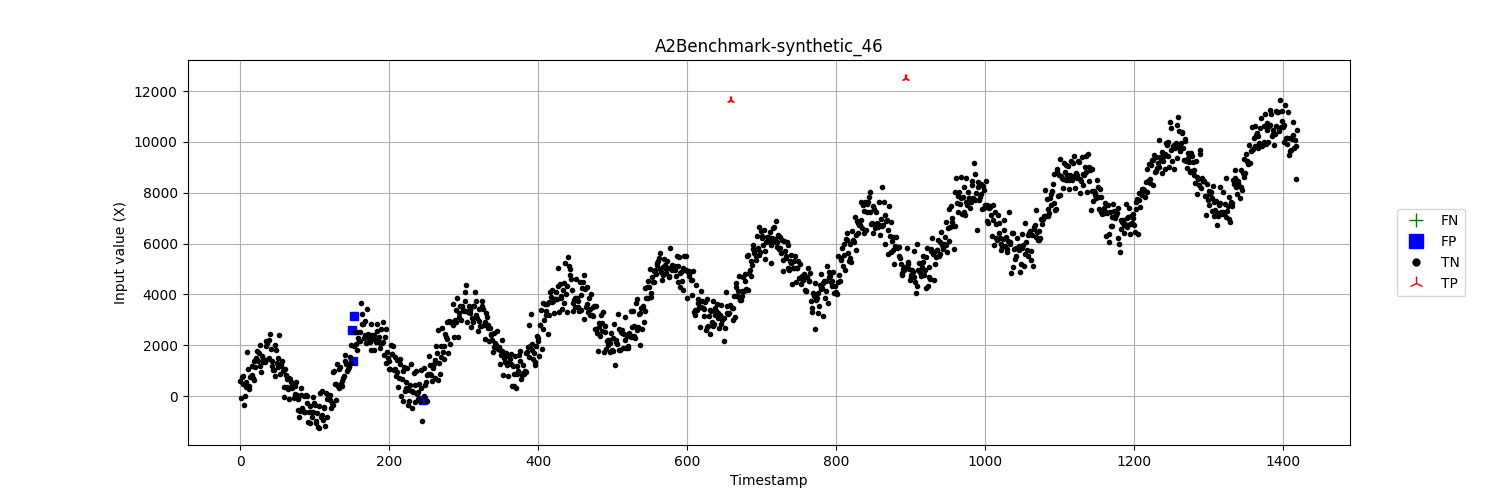 A2Benchmark-synthetic_46
12000
10000
8000
6000
4000
2000
0
Input value (X)
0 200 400 600 800 1000 1200 1400
Timestamp
FN
FP
TN
TP